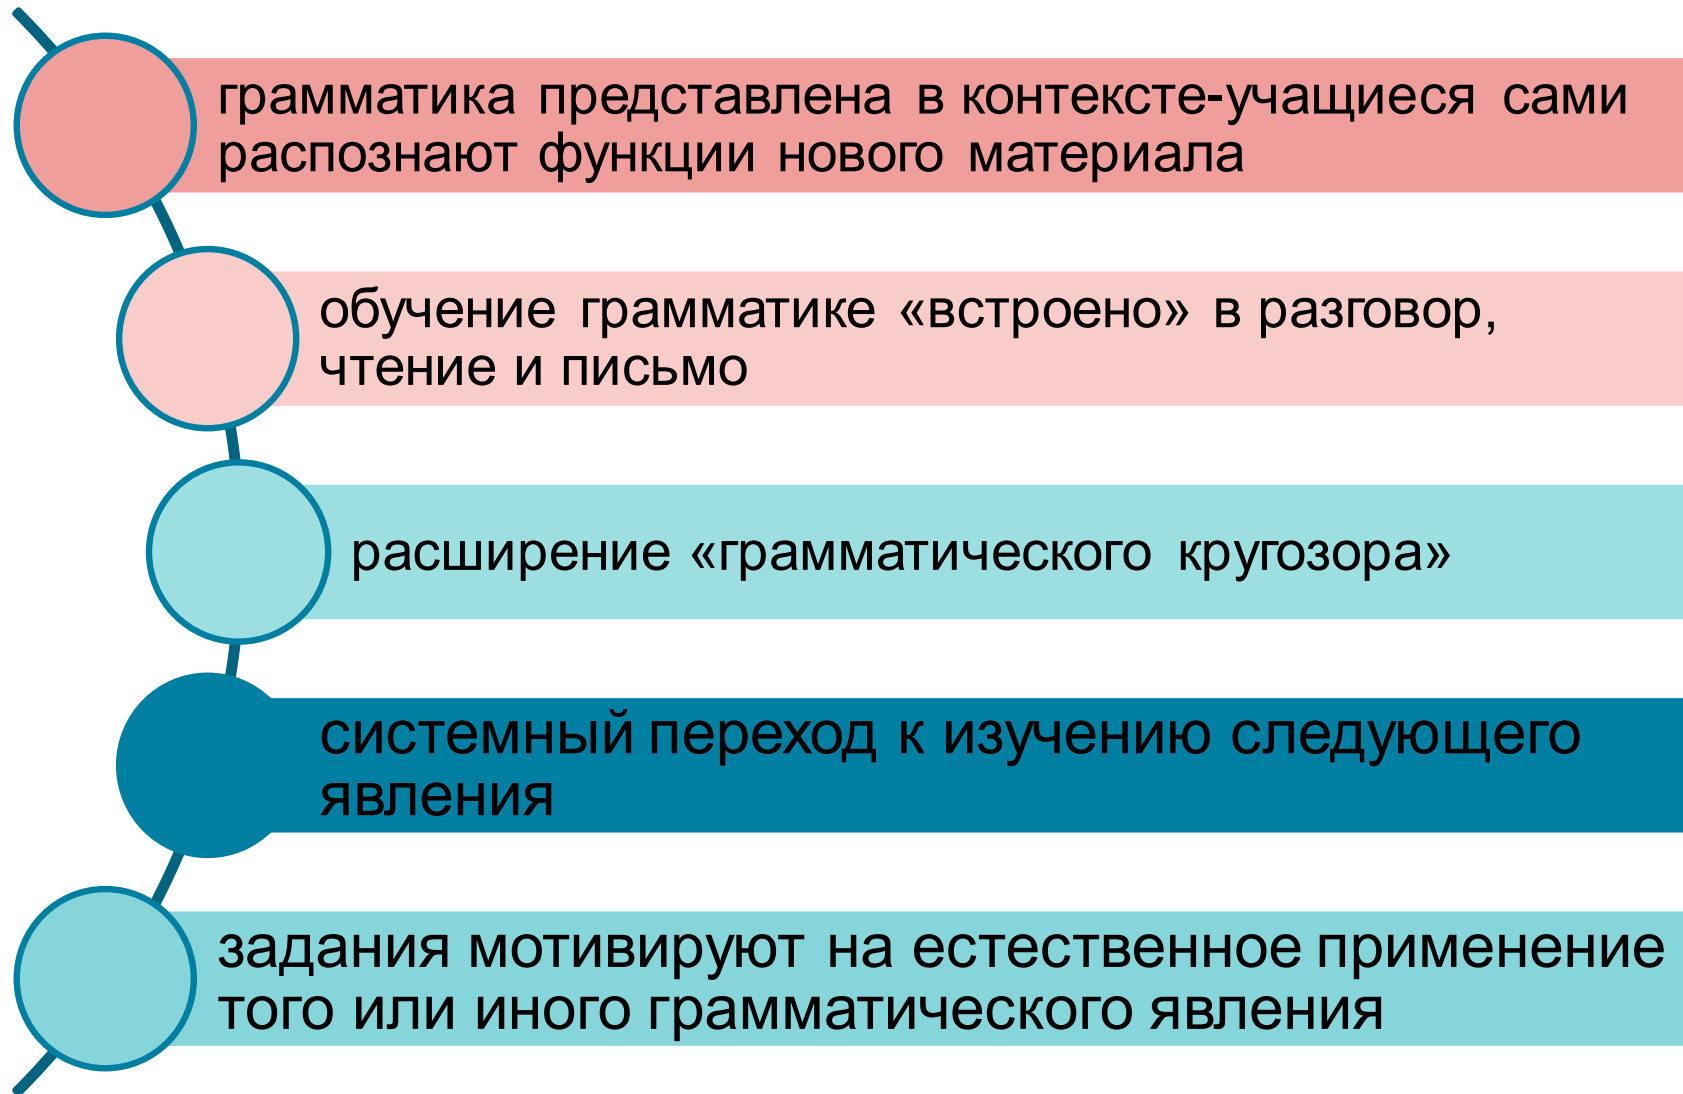 грамматика представлена в контексте-учащиеся сами
распознают функции нового материала
обучение грамматике «встроено» в разговор,
чтение и письмо
расширение «грамматического кругозора»
системный переход к изучению следующего
явления
задания мотивируют на естественное применение
того или иного грамматического явления